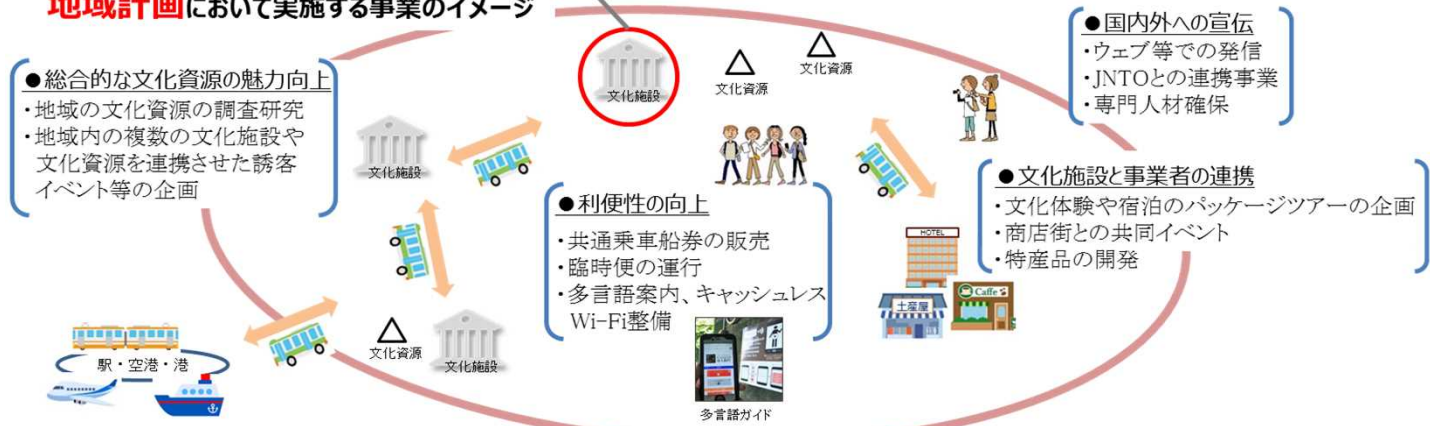 地域計画において実施する事業のイメージ
●総合的な文化資源の魅力向上
・地域の文化資源の調査研究
・地域内の複数の文化施設や
文化資源を連携させた誘客
イベント等の企画
文化施設
文化施設
文化資源
文化資源
●国内外への宣伝
・ウェブ等での発信
・JNTOとの連携事業
・専門人材確保
●利便性の向上
・共通乗車船券の販売
・臨時便の運行
・多言語案内、キャッシュレス
Wi-Fi整備
●文化施設と事業者の連携
・文化体験や宿泊のパッケージツアーの企画
・商店街との共同イベント
・特産品の開発
HOTEL
土産屋
Caffe
駅・空港・港
文化資源
文化施設
多言語ガイド